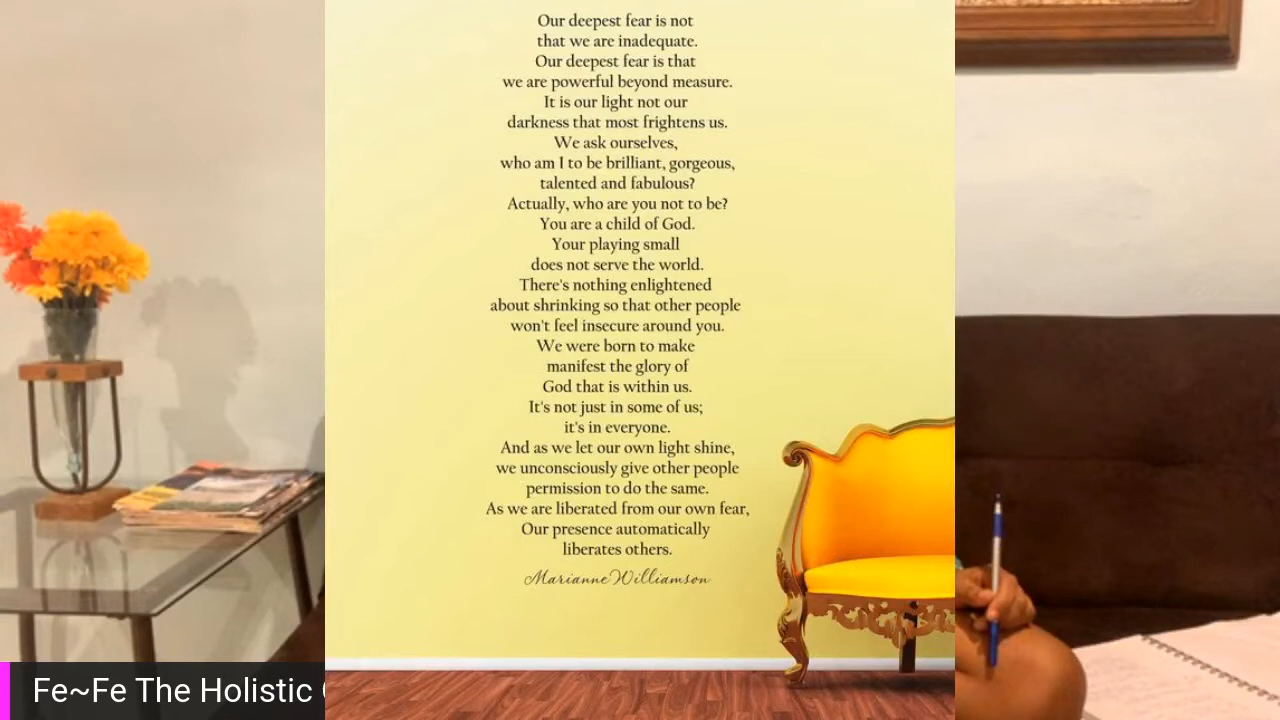 Our deepest fear is not
that we are inadequate.
Our deepest fear is that
we are powerful beyond measure.
It is our light not our
darkness that most frightens us.
We ask ourselves,
who am I to be brilliant, gorgeous,
talented and fabulous?
Actually, who are you not to be?
You are a child of God.
Your playing small
does not serve the world.
There's nothing enlightened
about shrinking so that other people
won't feel insecure around you.
We were born to make
manifest the glory of
God that is within us.
It's not just in some of us;
it's in everyone.
And as we let our own light shine,
we unconsciously give other people
permission to do the same.
As we are liberated from our own fear,
Our presence automatically
liberates others.
Marianne Williamson
Fe~Fe The Holistic